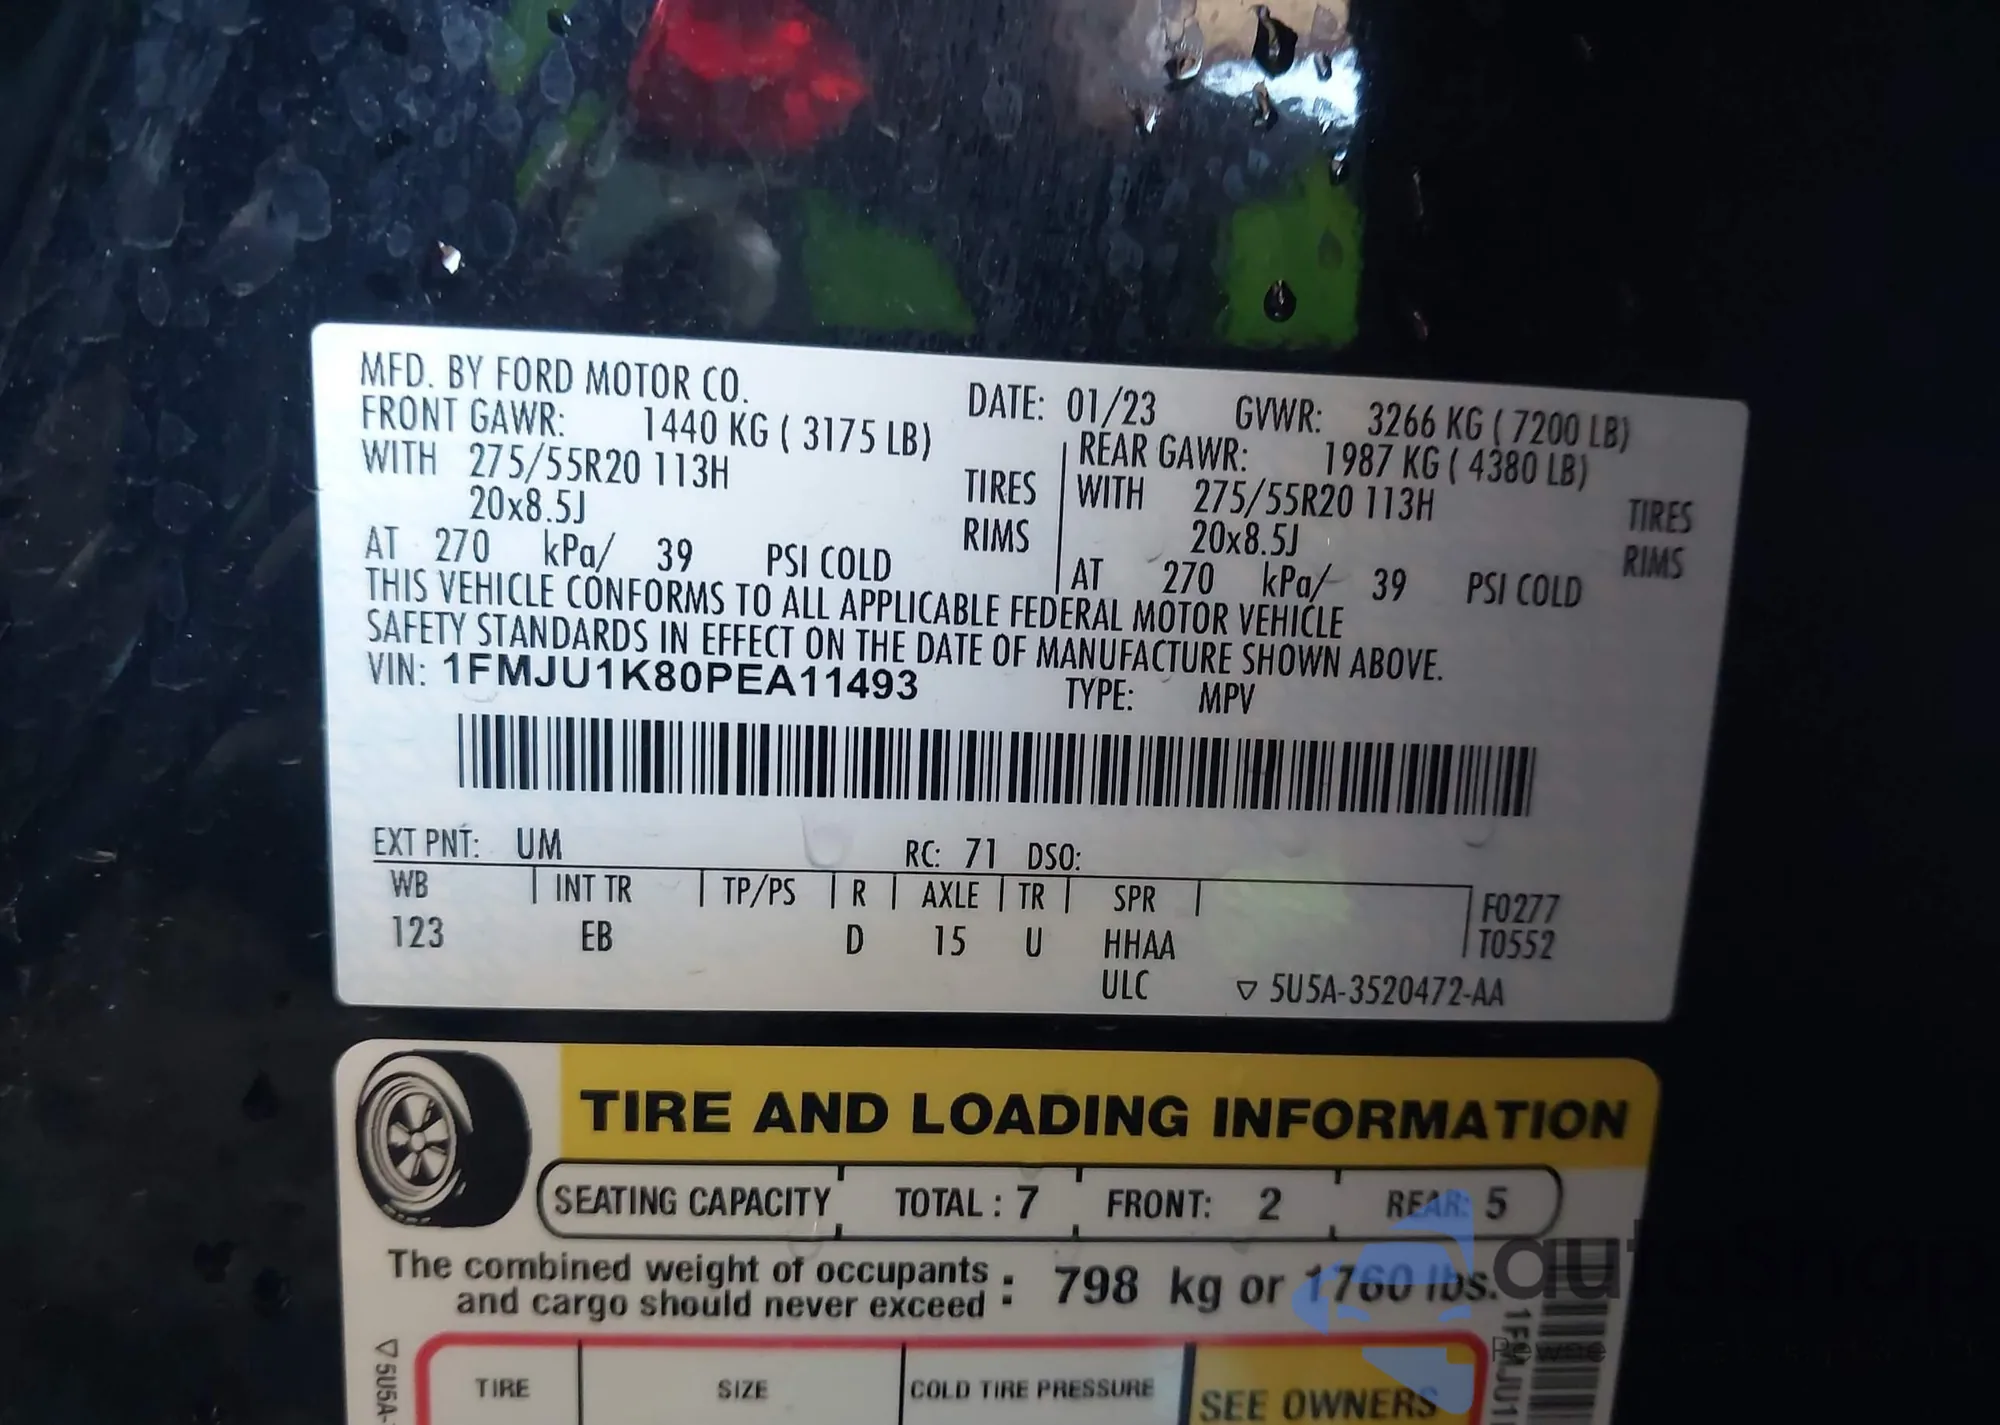 MFD. BY FORD MOTOR CO.
DATE: 01/23 GVWR: 3266 KG ( 7200 LB)
FRONT GAWR: 1440 KG ( 3175 LB) REAR GAWR: 1987 KG ( 4380 LB)
WITH 275/55R20 113H TIRES WITH 275/55R20 113H TIRES
20x8.5J RIMS 20x8.5J RIMS
AT 270 kPa/ 39 PSI COLD AT 270 kPa/ 39 PSI COLD
THIS VEHICLE CONFORMS TO ALL APPLICABLE FEDERAL MOTOR VEHICLE
SAFETY STANDARDS IN EFFECT ON THE DATE OF MANUFACTURE SHOWN ABOVE.
VIN: 1FMJU1K80PEA11493 TYPE: MPV
EXT PNT: UM RC: 71 DSO:
WB INT TR TP/PS R AXLE TR SPR F0277
123 EB D 15 U HHAA T0552
ULC ▽ 5U5A-3520472-AA
TIRE AND LOADING INFORMATION
SEATING CAPACITY TOTAL : 7 FRONT: 2 REAR: 5
The combined weight of occupants
and cargo should never exceed : 798 kg or 1760 lbs.
TIRE SIZE COLD TIRE PRESSURE SEE OWNERS
▽ 5U5A-
1FMJU1